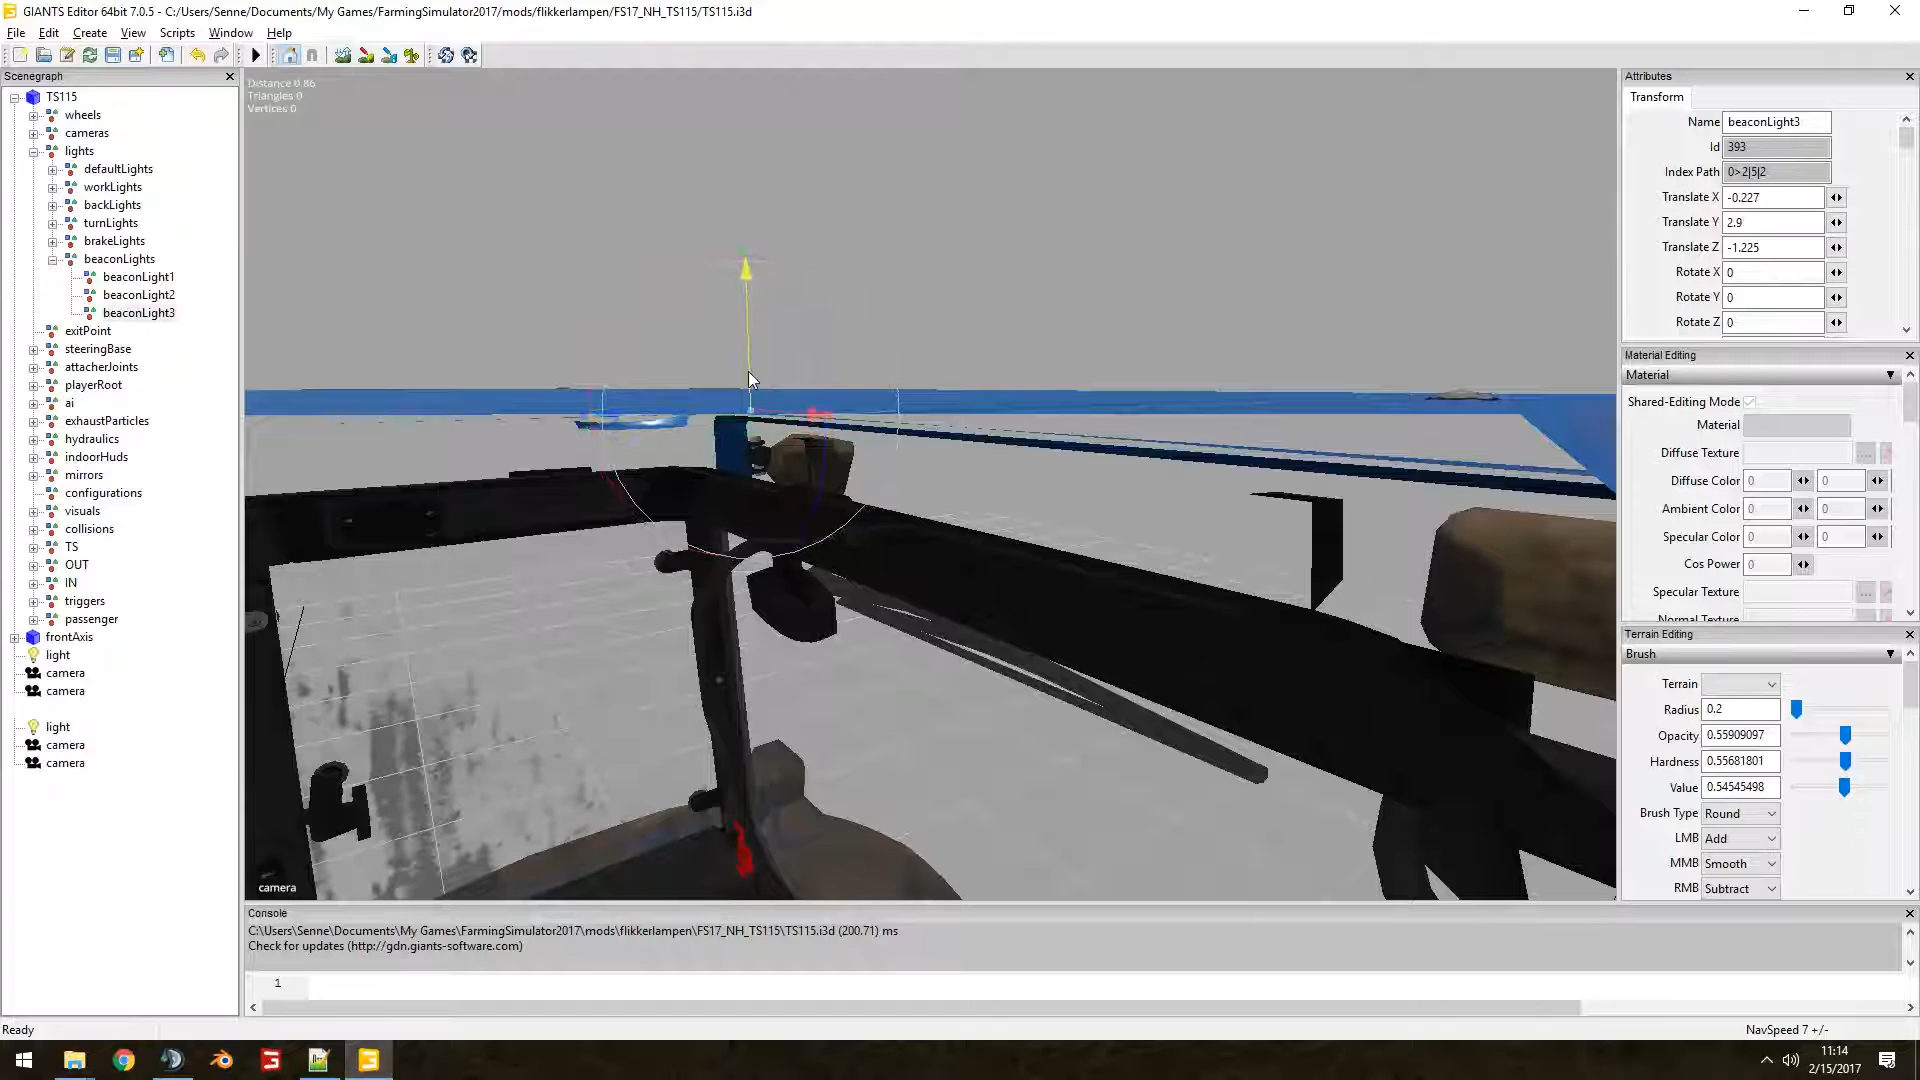 GIANTS Editor 64bit 7.0.5 - C:/Users/Senne/Documents/My Games/FarmingSimulator2017/mods/flikkerlampen/FS17_NH_TS115/TS115.i3d
File Edit Create View Scripts Window Help
Scenegraph
TS115
wheels
cameras
lights
defaultLights
workLights
backLights
turnLights
brakeLights
beaconLights
beaconLight1
beaconLight2
beaconLight3
exitPoint
steeringBase
attacherJoints
playerRoot
ai
exhaustParticles
hydraulics
indoorHuds
mirrors
configurations
visuals
collisions
TS
OUT
IN
triggers
passenger
frontAxis
light
camera
camera
light
camera
camera
Distance 0.86
Triangles 0
Vertices 0
camera
Attributes
Transform
Name beaconLight3
Id 393
Index Path 0>2|5|2
Translate X -0.227
Translate Y 2.9
Translate Z -1.225
Rotate X 0
Rotate Y 0
Rotate Z 0
Material Editing
Material
Shared-Editing Mode
Material
Diffuse Texture ...
Diffuse Color 0 0
Ambient Color 0 0
Specular Color 0 0
Cos Power 0
Specular Texture ...
Normal Texture
Terrain Editing
Brush
Terrain
Radius 0.2
Opacity 0.55909097
Hardness 0.55681801
Value 0.54545498
Brush Type Round
LMB Add
MMB Smooth
RMB Subtract
Console
C:\Users\Senne\Documents\My Games\FarmingSimulator2017\mods\flikkerlampen\FS17_NH_TS115\TS115.i3d (200.71) ms
Check for updates (http://gdn.giants-software.com)
1
Ready
NavSpeed 7 +/-
11:14
2/15/2017